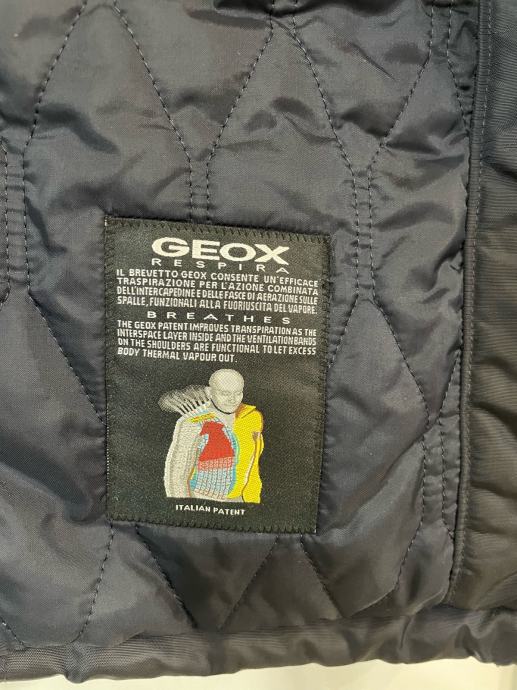 GEOX
RESPIRA
IL BREVETTO GEOX CONSENTE UN'EFFICACE
TRASPIRAZIONE PER L'AZIONE COMBINATA
DELL'INTERCAPEDINE E DELLE FASCE DI AERAZIONE SULLE
SPALLE, FUNZIONALI ALLA FUORIUSCITA DEL VAPORE.
BREATHES
THE GEOX PATENT IMPROVES TRANSPIRATION AS THE
INTERSPACE LAYER INSIDE AND THE VENTILATION BANDS
ON THE SHOULDERS ARE FUNCTIONAL TO LET EXCESS
BODY THERMAL VAPOUR OUT.
ITALIAN PATENT